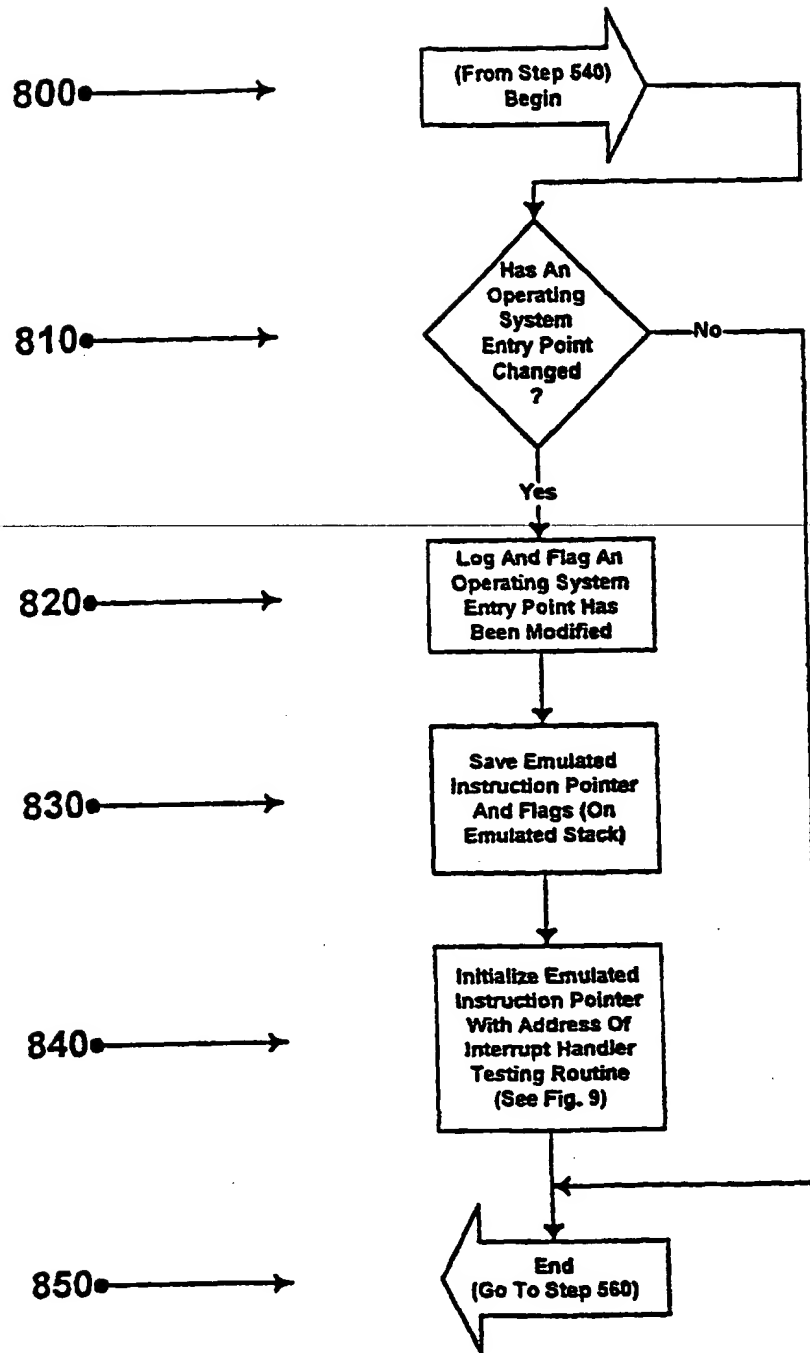 800
(From Step 540)
Begin
810
Has An
Operating
System
Entry Point
Changed
?
No
Yes
820
Log And Flag An
Operating System
Entry Point Has
Been Modified
830
Save Emulated
Instruction Pointer
And Flags (On
Emulated Stack)
840
Initialize Emulated
Instruction Pointer
With Address Of
Interrupt Handler
Testing Routine
(See Fig. 9)
850
End
(Go To Step 560)